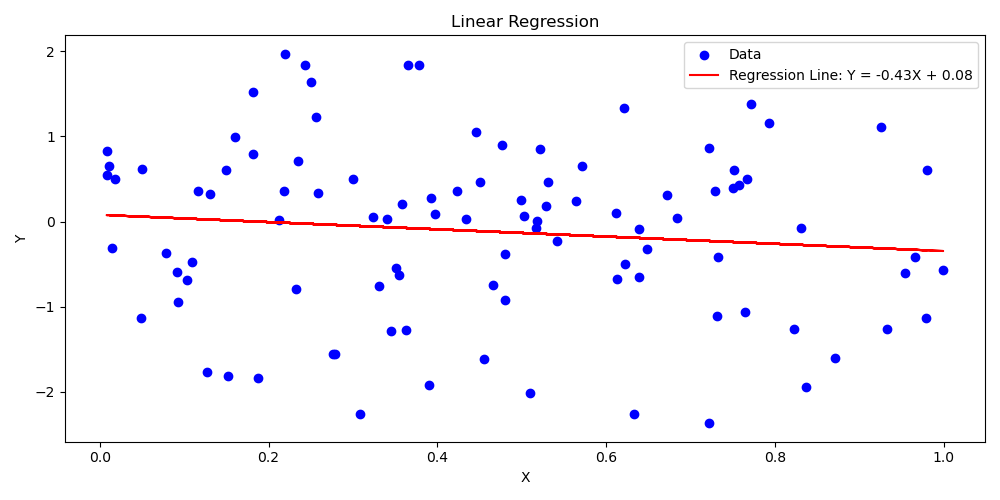 Linear Regression
Data
Regression Line: Y = -0.43X + 0.08
2
1
0
−1
−2
Y
0.0 0.2 0.4 0.6 0.8 1.0
X